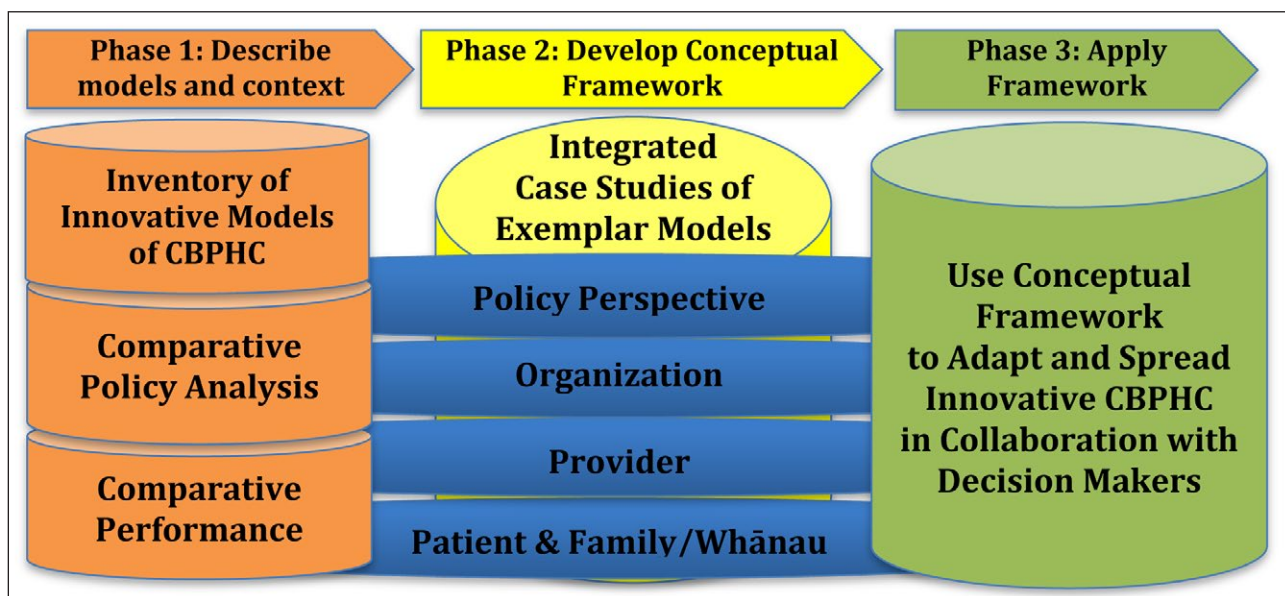 Phase 1: Describe
models and context
Phase 2: Develop Conceptual
Framework
Phase 3: Apply
Framework
Inventory of
Innovative Models
of CBPHC
Comparative
Policy Analysis
Comparative
Performance
Integrated
Case Studies of
Exemplar Models
Policy Perspective
Organization
Provider
Patient & Family/Whānau
Use Conceptual
Framework
to Adapt and Spread
Innovative CBPHC
in Collaboration with
Decision Makers